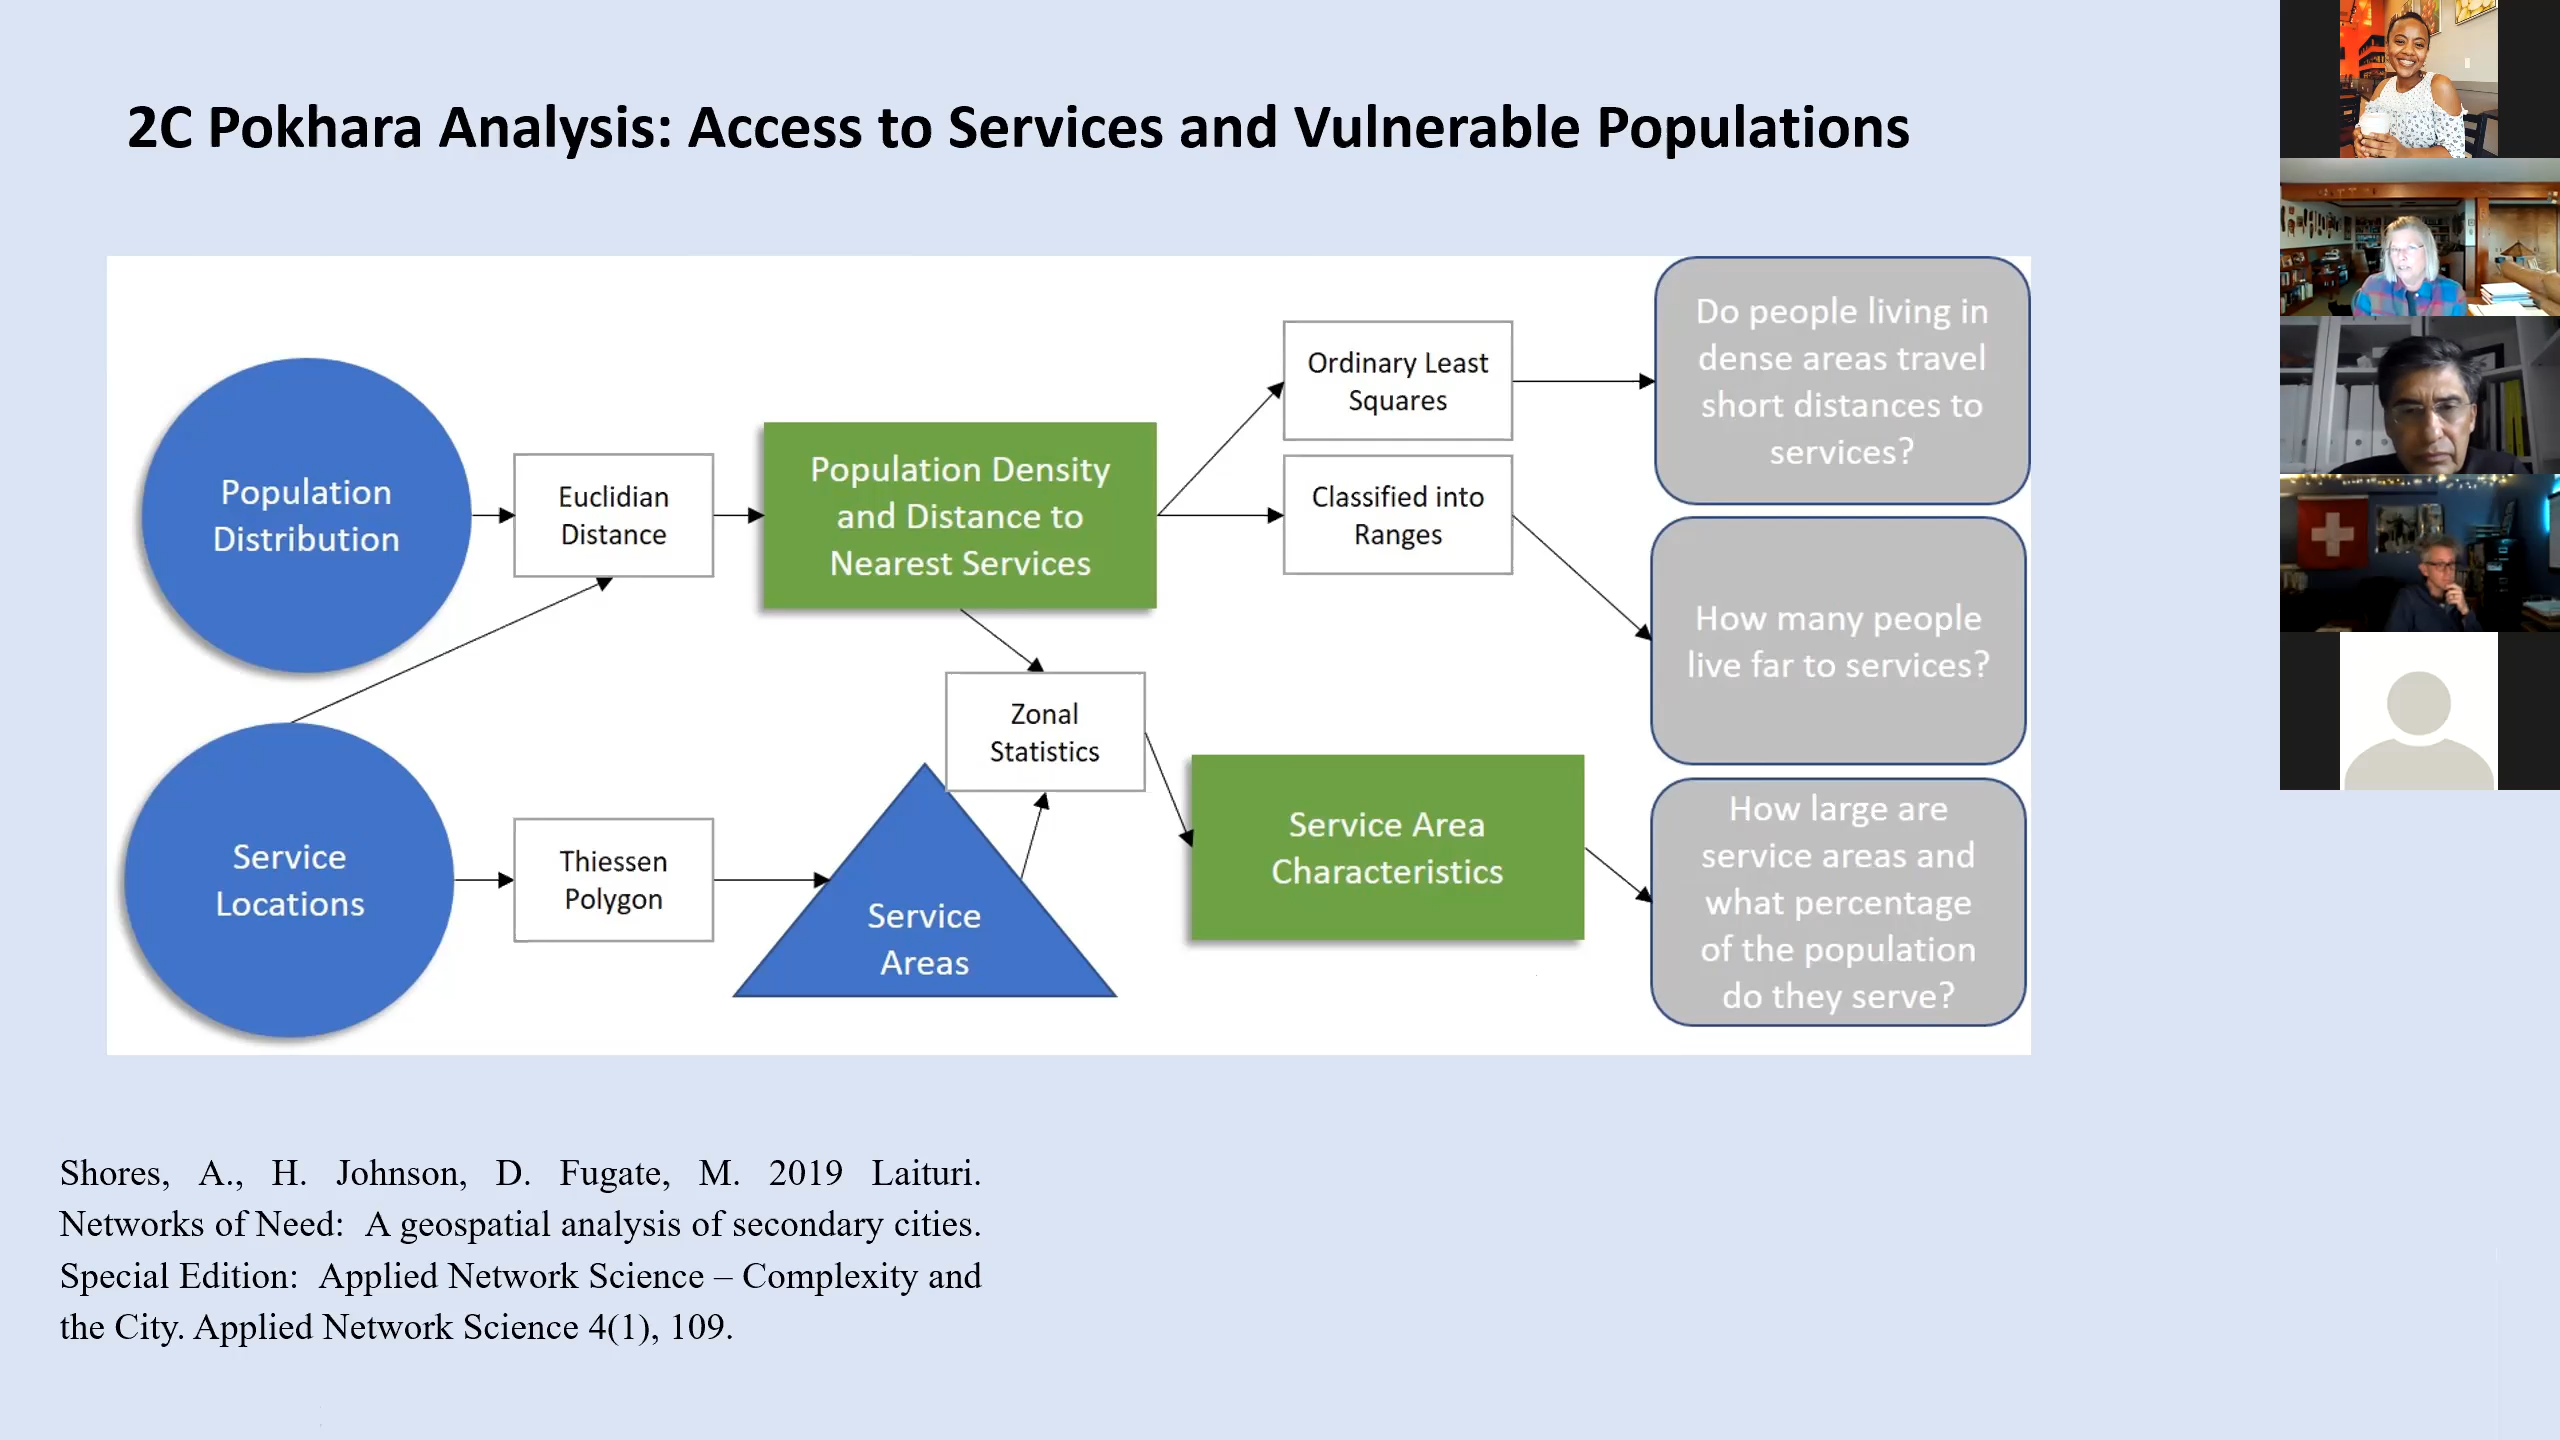 2C Pokhara Analysis: Access to Services and Vulnerable Populations
Population
Distribution
Euclidian
Distance
Population Density
and Distance to
Nearest Services
Ordinary Least
Squares
Classified into
Ranges
Do people living in
dense areas travel
short distances to
services?
How many people
live far to services?
Service
Locations
Thiessen
Polygon
Service
Areas
Zonal
Statistics
Service Area
Characteristics
How large are
service areas and
what percentage
of the population
do they serve?
Shores, A., H. Johnson, D. Fugate, M. 2019 Laituri.
Networks of Need: A geospatial analysis of secondary cities.
Special Edition: Applied Network Science – Complexity and
the City. Applied Network Science 4(1), 109.